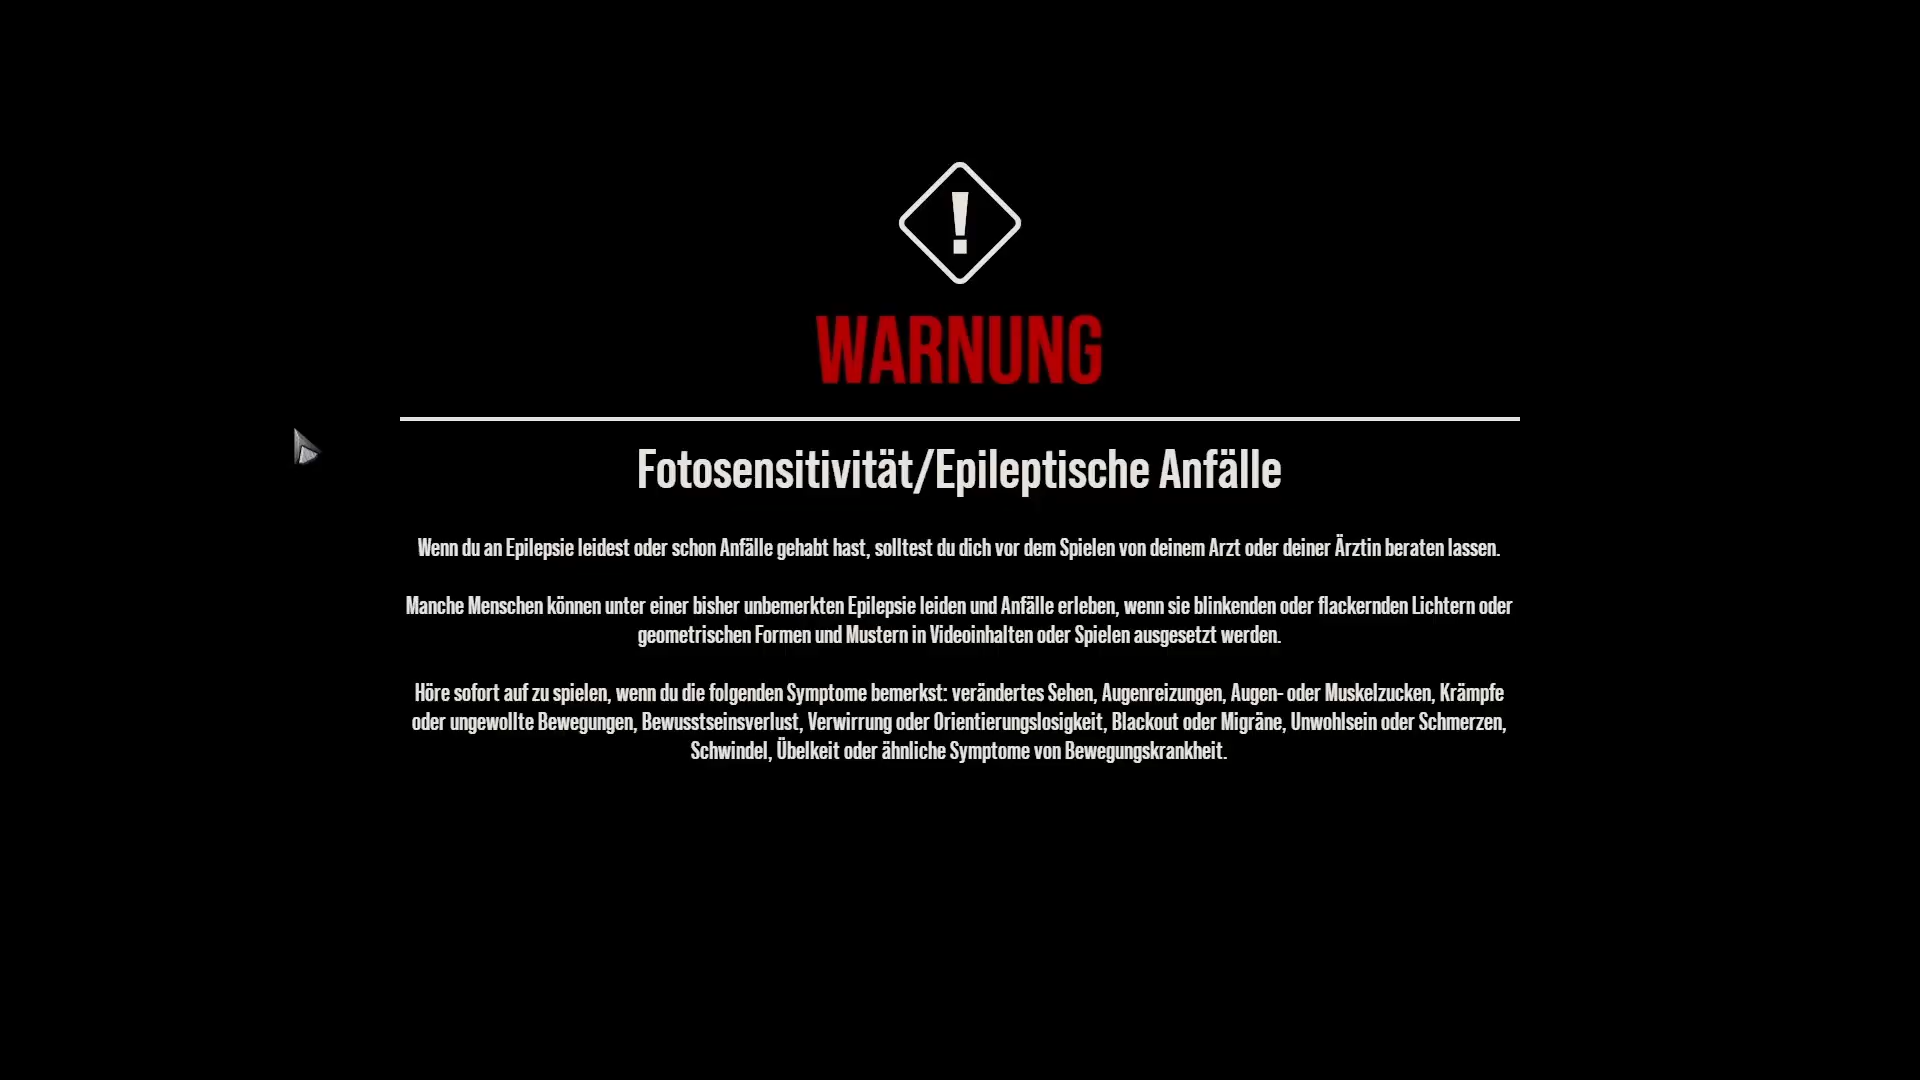 WARNUNG
Fotosensitivität/Epileptische Anfälle
Wenn du an Epilepsie leidest oder schon Anfälle gehabt hast, solltest du dich vor dem Spielen von deinem Arzt oder deiner Ärztin beraten lassen.
Manche Menschen können unter einer bisher unbemerkten Epilepsie leiden und Anfälle erleben, wenn sie blinkenden oder flackernden Lichtern oder
geometrischen Formen und Mustern in Videoinhalten oder Spielen ausgesetzt werden.
Höre sofort auf zu spielen, wenn du die folgenden Symptome bemerkst: verändertes Sehen, Augenreizungen, Augen- oder Muskelzucken, Krämpfe
oder ungewollte Bewegungen, Bewusstseinsverlust, Verwirrung oder Orientierungslosigkeit, Blackout oder Migräne, Unwohlsein oder Schmerzen,
Schwindel, Übelkeit oder ähnliche Symptome von Bewegungskrankheit.